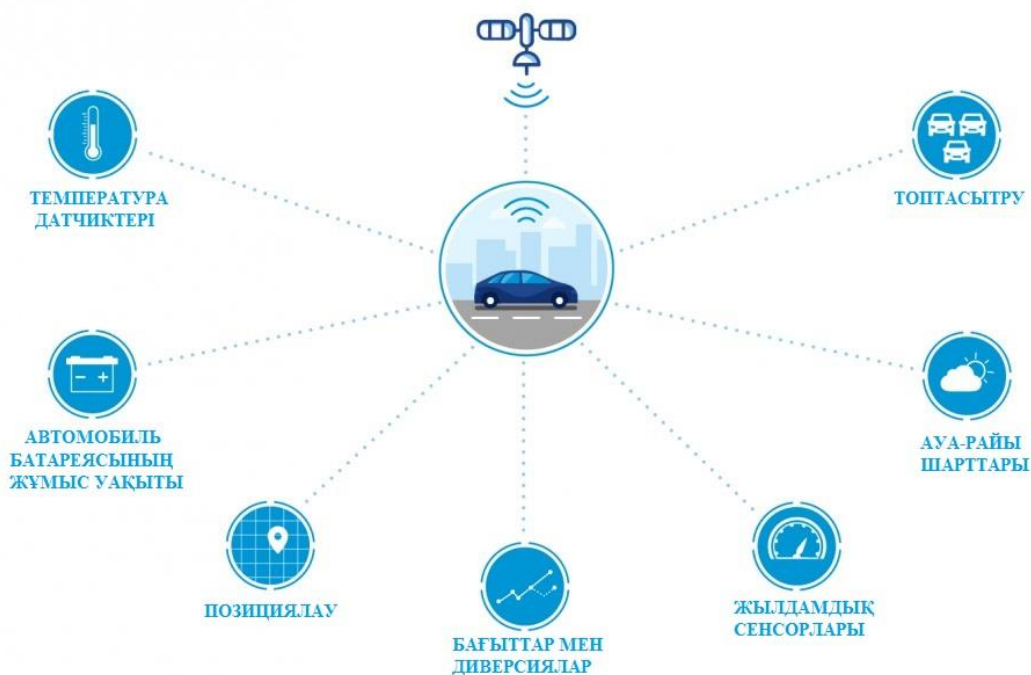 ТЕМПЕРАТУРА
ДАТЧИКТЕРІ
ТОПТАСЫТРУ
АВТОМОБИЛЬ
БАТАРЕЯСЫНЫҢ
ЖҰМЫС УАҚЫТЫ
АУА-РАЙЫ
ШАРТТАРЫ
ПОЗИЦИЯЛАУ
БАҒЫТТАР МЕН
ДИВЕРСИЯЛАР
ЖЫЛДАМДЫҚ
СЕНСОРЛАРЫ